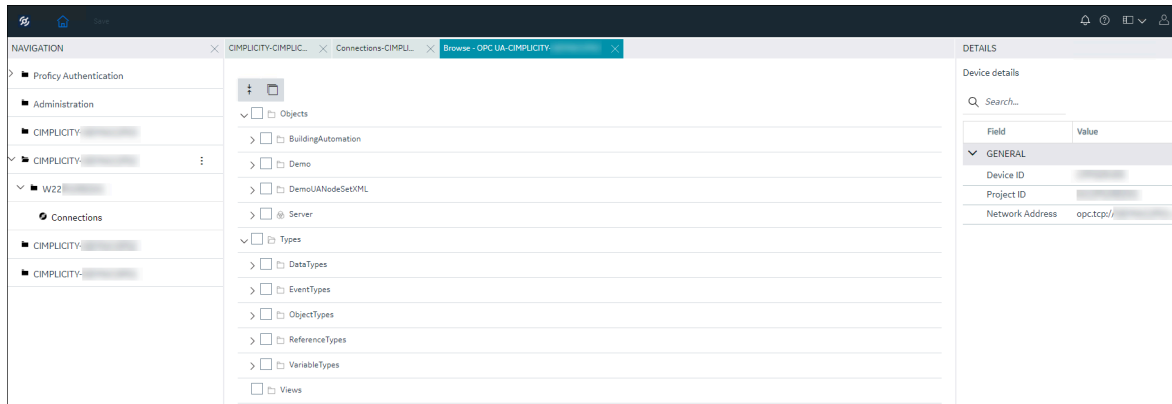 Save
NAVIGATION
CIMPLICITY-CIMPLIC...
Connections-CIMPLI...
Browse - OPC UA-CIMPLICITY-
DETAILS
Proficy Authentication
Administration
CIMPLICITY-
CIMPLICITY-
W22
Connections
CIMPLICITY-
CIMPLICITY-
Objects
BuildingAutomation
Demo
DemoUANodeSetXML
Server
Types
DataTypes
EventTypes
ObjectTypes
ReferenceTypes
VariableTypes
Views
Device details
Search...
Field Value
GENERAL
Device ID
Project ID
Network Address opc.tcp://